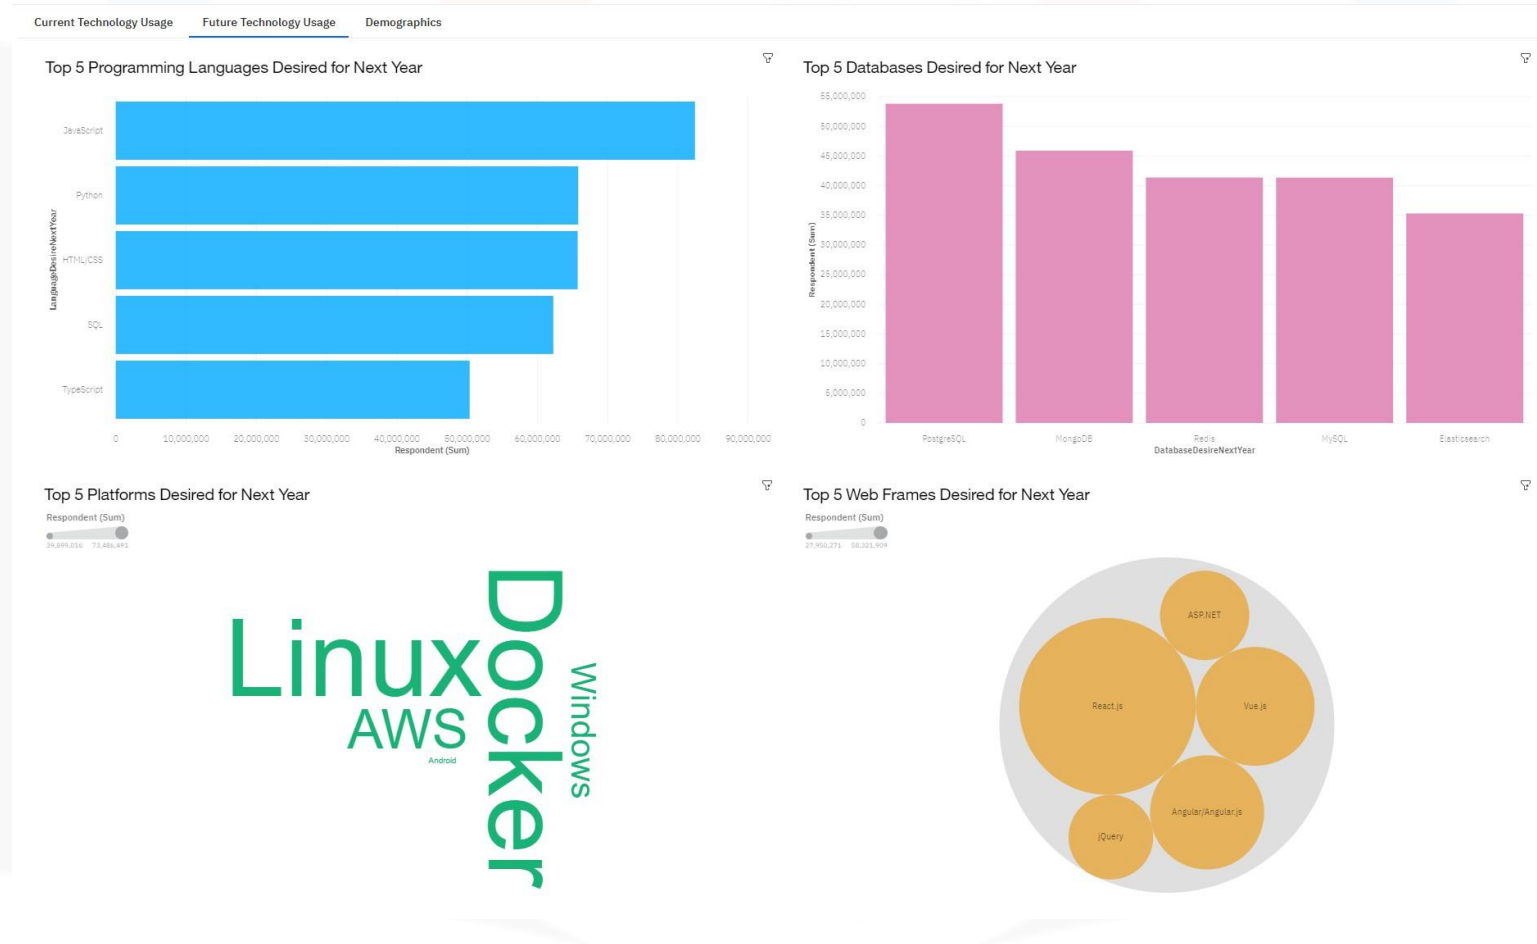 Current Technology Usage Future Technology Usage Demographics
Top 5 Programming Languages Desired for Next Year
LanguageDesireNextYear
JavaScript
Python
HTML/CSS
SQL
TypeScript
0 10,000,000 20,000,000 30,000,000 40,000,000 50,000,000 60,000,000 70,000,000 80,000,000 90,000,000
Respondent (Sum)
Top 5 Databases Desired for Next Year
Respondent (Sum)
55,000,000
50,000,000
45,000,000
40,000,000
35,000,000
30,000,000
25,000,000
20,000,000
15,000,000
10,000,000
5,000,000
0
PostgreSQL MongoDB Redis MySQL Elasticsearch
DatabaseDesireNextYear
Top 5 Platforms Desired for Next Year
Respondent (Sum)
39,899,016 73,486,491
Docker
Linux
Windows
AWS
Android
Top 5 Web Frames Desired for Next Year
Respondent (Sum)
27,950,271 58,321,909
ASP.NET
React.js
Vue.js
Angular/Angular.js
jQuery